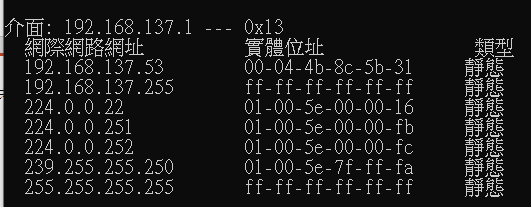 介面: 192.168.137.1 --- 0x13
網際網路網址 實體位址 類型
192.168.137.53 00-04-4b-8c-5b-31 靜態
192.168.137.255 ff-ff-ff-ff-ff-ff 靜態
224.0.0.22 01-00-5e-00-00-16 靜態
224.0.0.251 01-00-5e-00-00-fb 靜態
224.0.0.252 01-00-5e-00-00-fc 靜態
239.255.255.250 01-00-5e-7f-ff-fa 靜態
255.255.255.255 ff-ff-ff-ff-ff-ff 靜態